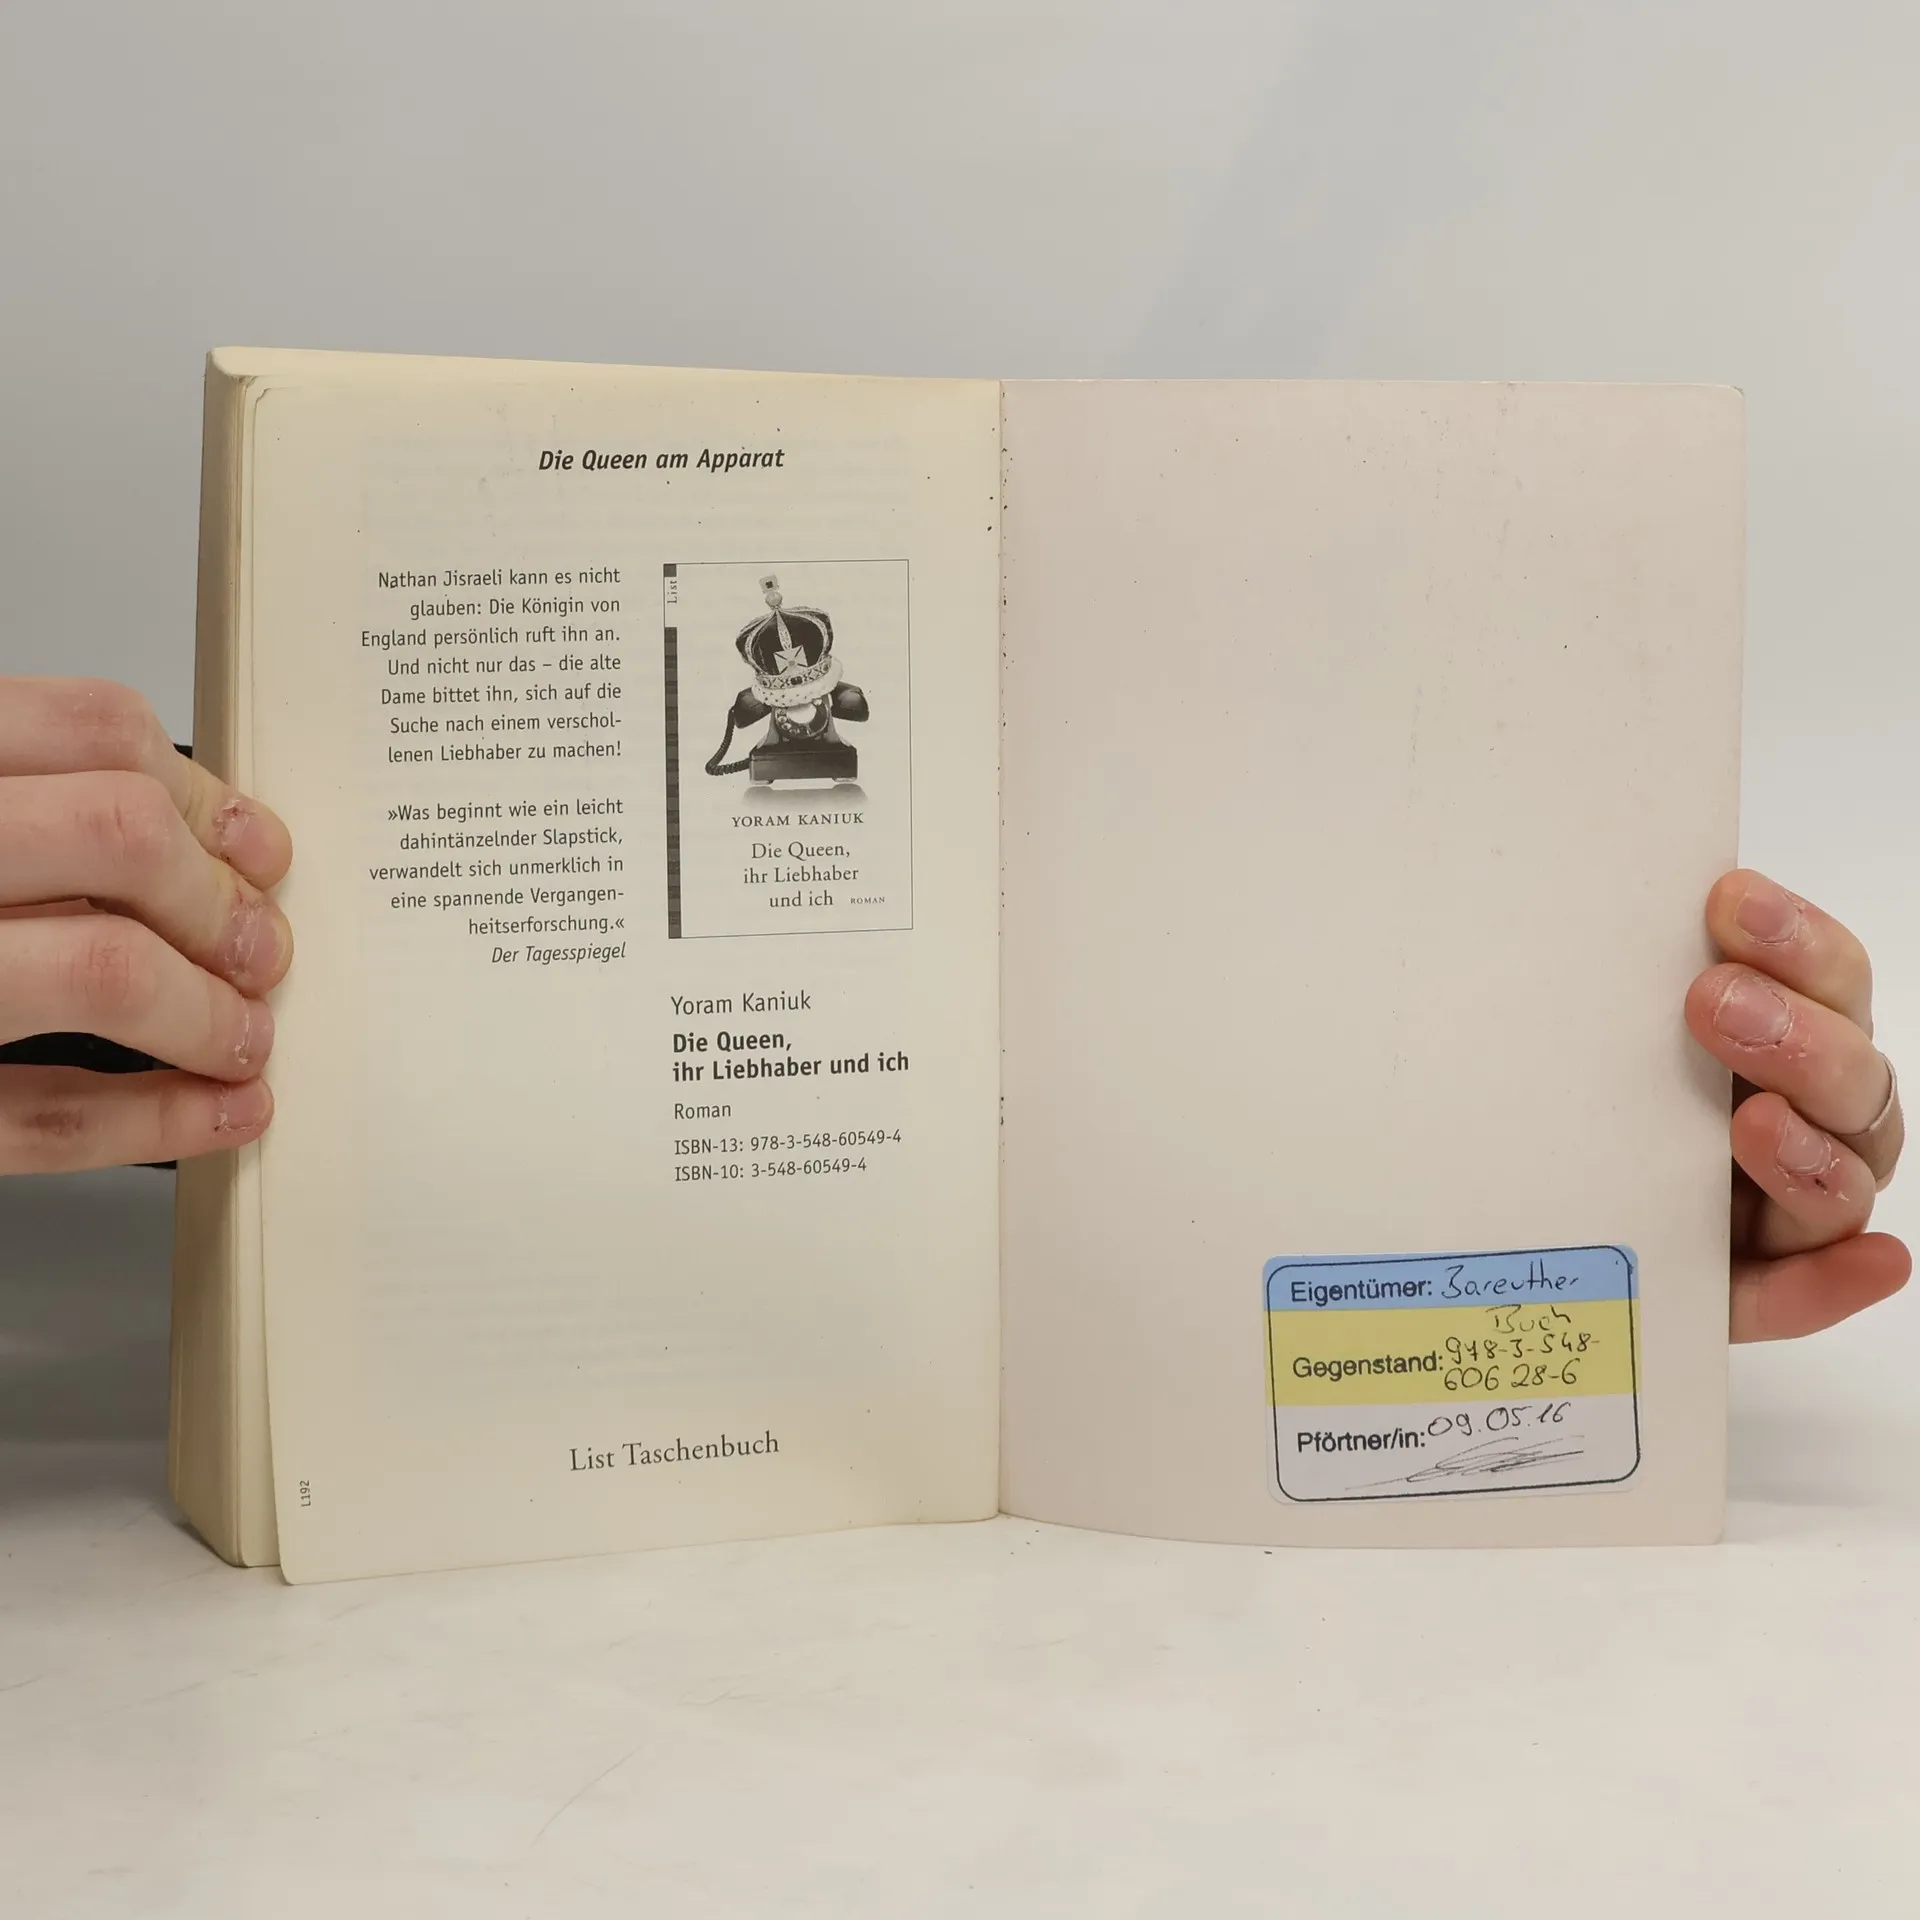 Die Queen am Apparat
Nathan Jisraeli kann es nicht
glauben: Die Königin von
England persönlich ruft ihn an.
Und nicht nur das – die alte
Dame bittet ihn, sich auf die
Suche nach einem verschol-
lenen Liebhaber zu machen!
»Was beginnt wie ein leicht
dahintänzelnder Slapstick,
verwandelt sich unmerklich in
eine spannende Vergangen-
heitserforschung.«
Der Tagesspiegel
List
YORAM KANIUK
Die Queen,
ihr Liebhaber
und ich ROMAN
Yoram Kaniuk
Die Queen,
ihr Liebhaber und ich
Roman
ISBN-13: 978-3-548-60549-4
ISBN-10: 3-548-60549-4
List Taschenbuch
L192
Eigentümer: Bareuther
Buch
Gegenstand: 978-3-548-
60628-6
Pförtner/in: 09.05.16